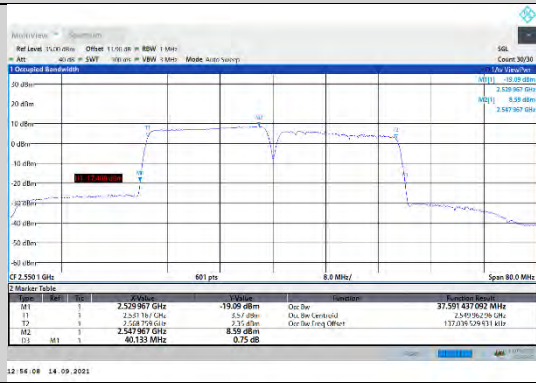 MultiView Spectrum
Ref Level 35.00 dBm Offset 11.90 dB RBW 1 MHz SGL
Att 40 dB SWT 100 ms VBW 3 MHz Mode Auto Sweep Count 30/30
1 Occupied Bandwidth 1Av ViewPwr
M1[1] -19.09 dBm
30 dBm 2.529 967 GHz
M2[1] 8.59 dBm
20 dBm 2.547 967 GHz
10 dBm M2
T1 T2
0 dBm
-10 dBm
M1
-20 dBm
-30 dBm
-40 dBm
-50 dBm
-60 dBm
CF 2.550 1 GHz 601 pts 8.0 MHz/ Span 80.0 MHz
2 Marker Table
Type Ref Trc X-Value Y-Value Function Function Result
M1 1 2.529 967 GHz -19.09 dBm Occ Bw 37.591 437 092 MHz
T1 1 2.531 167 GHz 3.57 dBm Occ Bw Centroid 2.549 962 96 GHz
T2 1 2.568 759 GHz 2.35 dBm Occ Bw Freq Offset -137.039 529 931 kHz
M2 1 2.547 967 GHz 8.59 dBm
D3 M1 1 40.133 MHz 0.75 dB
12:56:08 14.09.2021